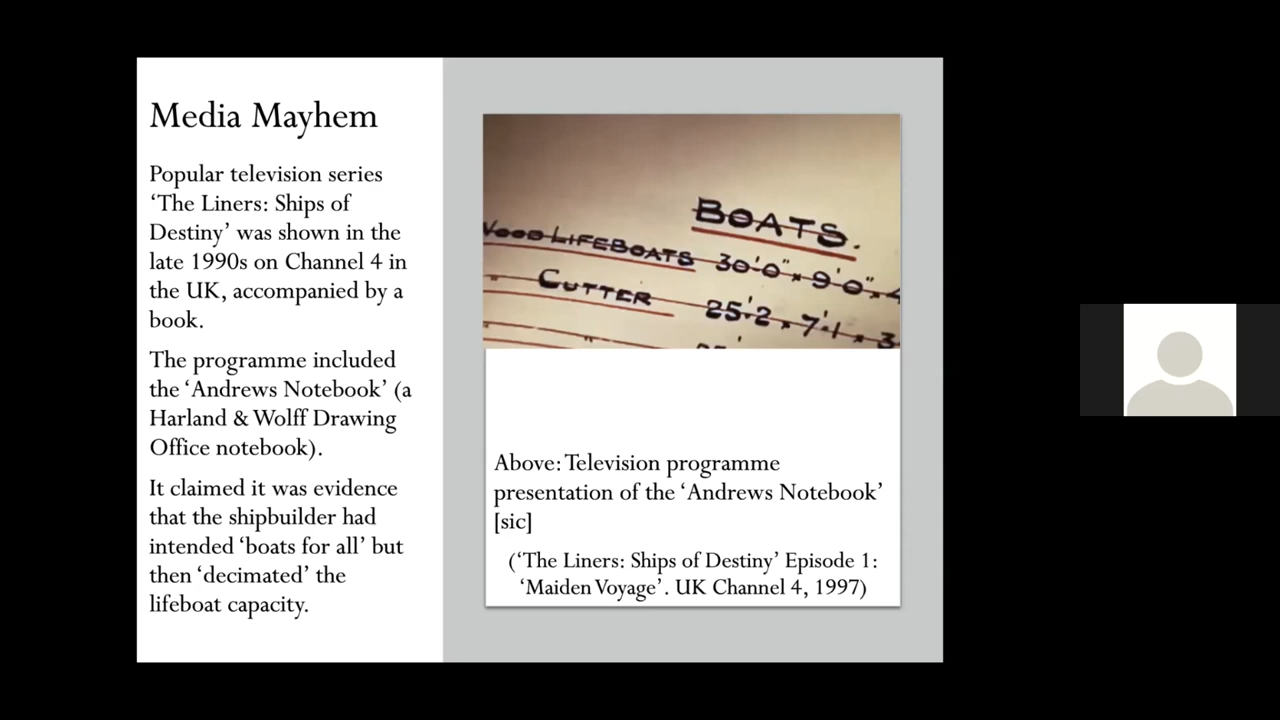 Media Mayhem
Popular television series
‘The Liners: Ships of
Destiny’ was shown in the
late 1990s on Channel 4 in
the UK, accompanied by a
book.
The programme included
the ‘Andrews Notebook’ (a
Harland & Wolff Drawing
Office notebook).
It claimed it was evidence
that the shipbuilder had
intended ‘boats for all’ but
then ‘decimated’ the
lifeboat capacity.
BOATS.
WOOD LIFEBOATS 30'0" × 9'0" ×
CUTTER 25'2 × 7'1 × 3
Above: Television programme
presentation of the ‘Andrews Notebook’
[sic]
(‘The Liners: Ships of Destiny’ Episode 1:
‘Maiden Voyage’. UK Channel 4, 1997)